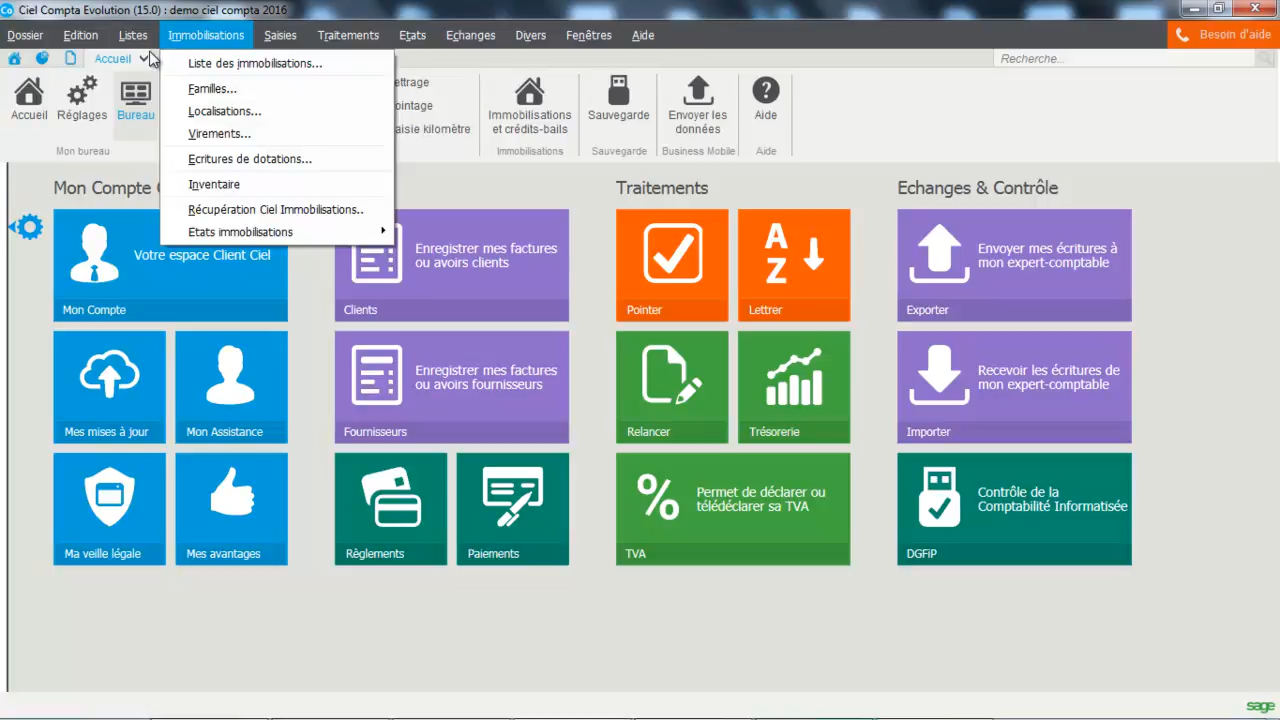 Ciel Compta Evolution (15.0) : demo ciel compta 2016
Dossier Edition Listes Immobilisations Saisies Traitements Etats Echanges Divers Fenêtres Aide
Besoin d'aide
Accueil
Recherche...
Liste des immobilisations...
Familles...
Localisations...
Virements...
Ecritures de dotations...
Inventaire
Récupération Ciel Immobilisations..
Etats immobilisations
Accueil
Réglages
Bureau
Mon bureau
ettrage
ointage
aisie kilomètre
Immobilisations
et crédits-bails
Immobilisations
Sauvegarde
Sauvegarde
Envoyer les
données
Business Mobile
Aide
Aide
Mon Compte
Votre espace Client Ciel
Mon Compte
Mes mises à jour
Mon Assistance
Ma veille légale
Mes avantages
Enregistrer mes factures
ou avoirs clients
Clients
Enregistrer mes factures
ou avoirs fournisseurs
Fournisseurs
Règlements
Paiements
Traitements
Pointer
A
Z
Lettrer
Relancer
Trésorerie
%
Permet de déclarer ou
télédéclarer sa TVA
TVA
Echanges & Contrôle
Envoyer mes écritures à
mon expert-comptable
Exporter
Recevoir les écritures de
mon expert-comptable
Importer
Contrôle de la
Comptabilité Informatisée
DGFiP
sage